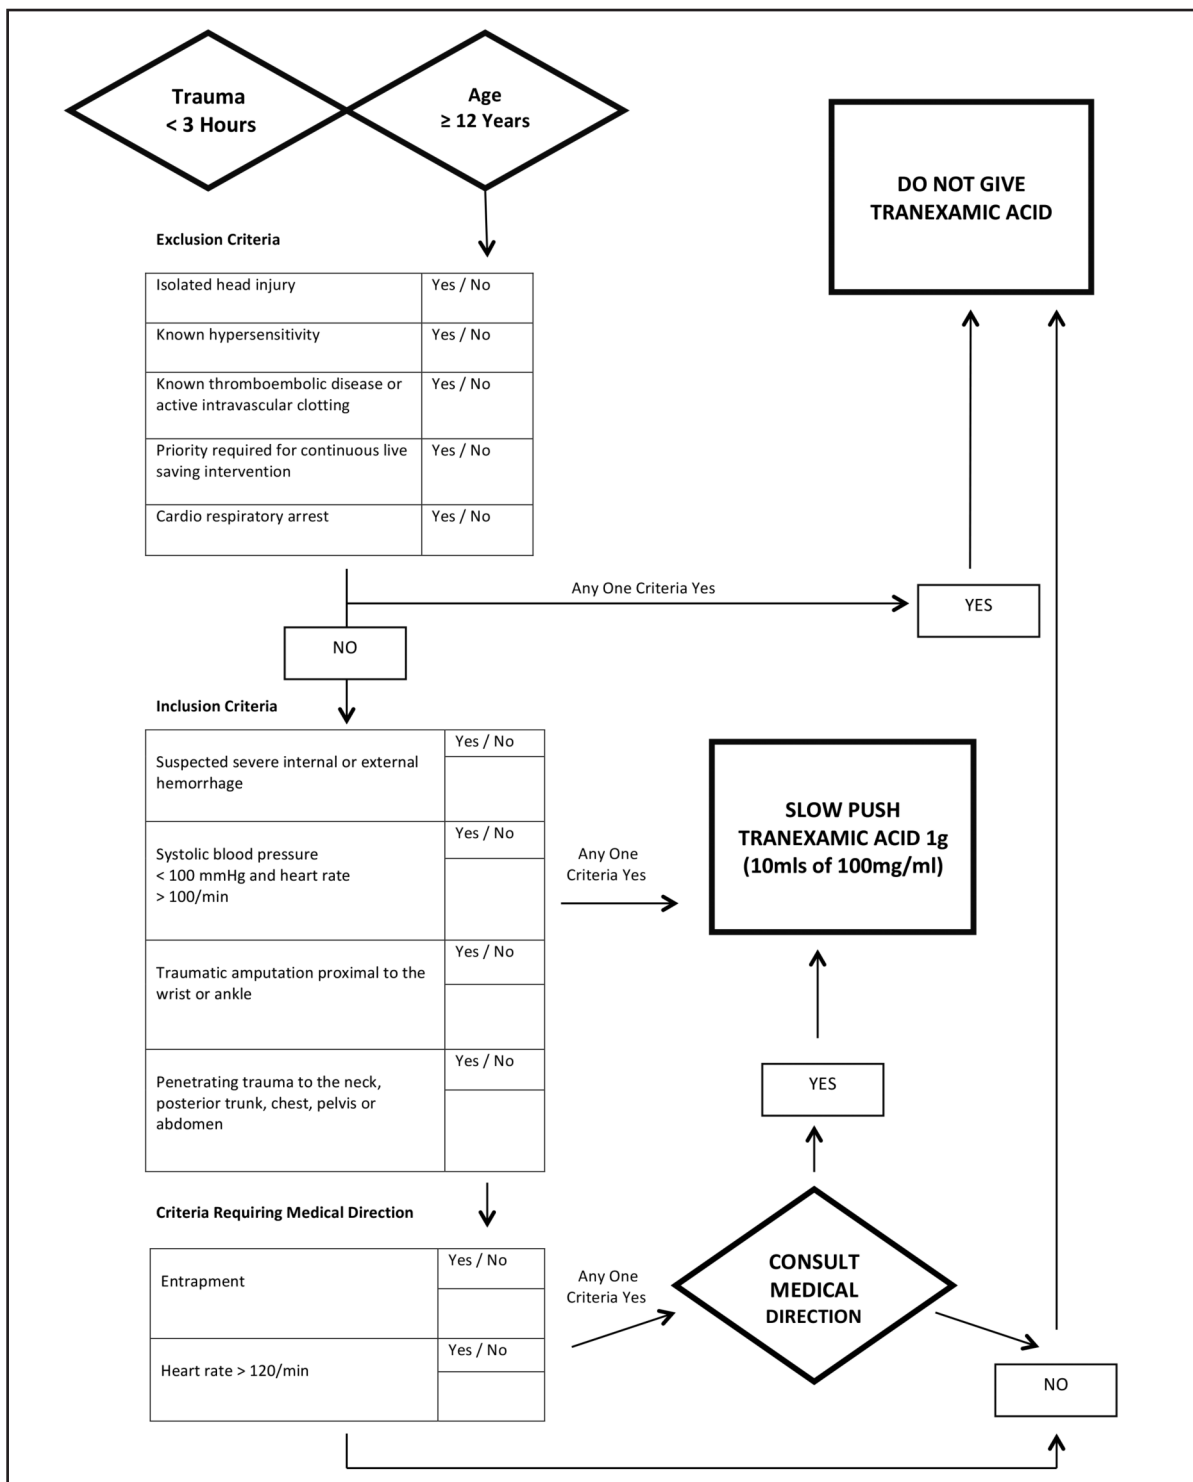 Trauma
< 3 Hours
Age
≥ 12 Years
DO NOT GIVE
TRANEXAMIC ACID
Exclusion Criteria
Isolated head injury
Yes / No
Known hypersensitivity
Yes / No
Known thromboembolic disease or
active intravascular clotting
Yes / No
Priority required for continuous live
saving intervention
Yes / No
Cardio respiratory arrest
Yes / No
Any One Criteria Yes
YES
NO
Inclusion Criteria
Suspected severe internal or external
hemorrhage
Yes / No
Systolic blood pressure
< 100 mmHg and heart rate
> 100/min
Yes / No
Traumatic amputation proximal to the
wrist or ankle
Yes / No
Penetrating trauma to the neck,
posterior trunk, chest, pelvis or
abdomen
Yes / No
Any One
Criteria Yes
SLOW PUSH
TRANEXAMIC ACID 1g
(10mls of 100mg/ml)
YES
Criteria Requiring Medical Direction
Entrapment
Yes / No
Heart rate > 120/min
Yes / No
Any One
Criteria Yes
CONSULT
MEDICAL
DIRECTION
NO